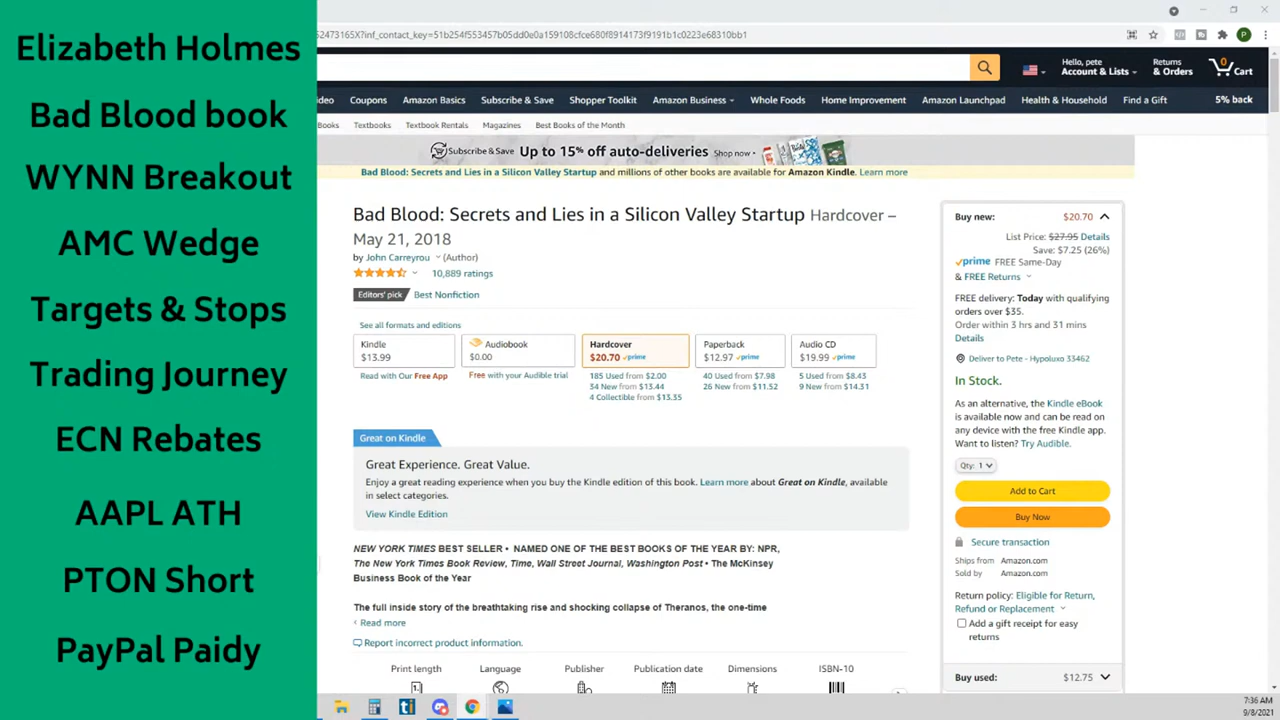 Elizabeth Holmes
Bad Blood book
WYNN Breakout
AMC Wedge
Targets & Stops
Trading Journey
ECN Rebates
AAPL ATH
PTON Short
PayPal Paidy
52473165X?inf_contact_key=51b254f553457b05dd0e0a159108cfce680f8914173f9191b1c0223e68310bb1
P
Hello, pete
Account & Lists
Returns
& Orders
0
Cart
ideo Coupons Amazon Basics Subscribe & Save Shopper Toolkit Amazon Business Whole Foods Home Improvement Amazon Launchpad Health & Household Find a Gift 5% back
Books Textbooks Textbook Rentals Magazines Best Books of the Month
Subscribe & Save Up to 15% off auto-deliveries Shop now
Bad Blood: Secrets and Lies in a Silicon Valley Startup and millions of other books are available for Amazon Kindle. Learn more
Bad Blood: Secrets and Lies in a Silicon Valley Startup Hardcover –
May 21, 2018
by John Carreyrou (Author)
10,889 ratings
Editors' pick Best Nonfiction
See all formats and editions
Kindle
$13.99
Read with Our Free App
Audiobook
$0.00
Free with your Audible trial
Hardcover
$20.70 prime
185 Used from $2.00
34 New from $13.44
4 Collectible from $13.35
Paperback
$12.97 prime
40 Used from $7.98
26 New from $11.52
Audio CD
$19.99 prime
5 Used from $8.43
9 New from $14.31
Great on Kindle
Great Experience. Great Value.
Enjoy a great reading experience when you buy the Kindle edition of this book. Learn more about Great on Kindle, available
in select categories.
View Kindle Edition
NEW YORK TIMES BEST SELLER • NAMED ONE OF THE BEST BOOKS OF THE YEAR BY: NPR,
The New York Times Book Review, Time, Wall Street Journal, Washington Post • The McKinsey
Business Book of the Year
The full inside story of the breathtaking rise and shocking collapse of Theranos, the one-time
Read more
Report incorrect product information.
Print length Language Publisher Publication date Dimensions ISBN-10
Buy new: $20.70
List Price: $27.95 Details
Save: $7.25 (26%)
prime FREE Same-Day
& FREE Returns
FREE delivery: Today with qualifying
orders over $35.
Order within 3 hrs and 31 mins
Details
Deliver to Pete - Hypoluxo 33462
In Stock.
As an alternative, the Kindle eBook
is available now and can be read on
any device with the free Kindle app.
Want to listen? Try Audible.
Qty: 1
Add to Cart
Buy Now
Secure transaction
Ships from Amazon.com
Sold by Amazon.com
Return policy: Eligible for Return,
Refund or Replacement
Add a gift receipt for easy
returns
Buy used: $12.75
7:36 AM
9/8/2021